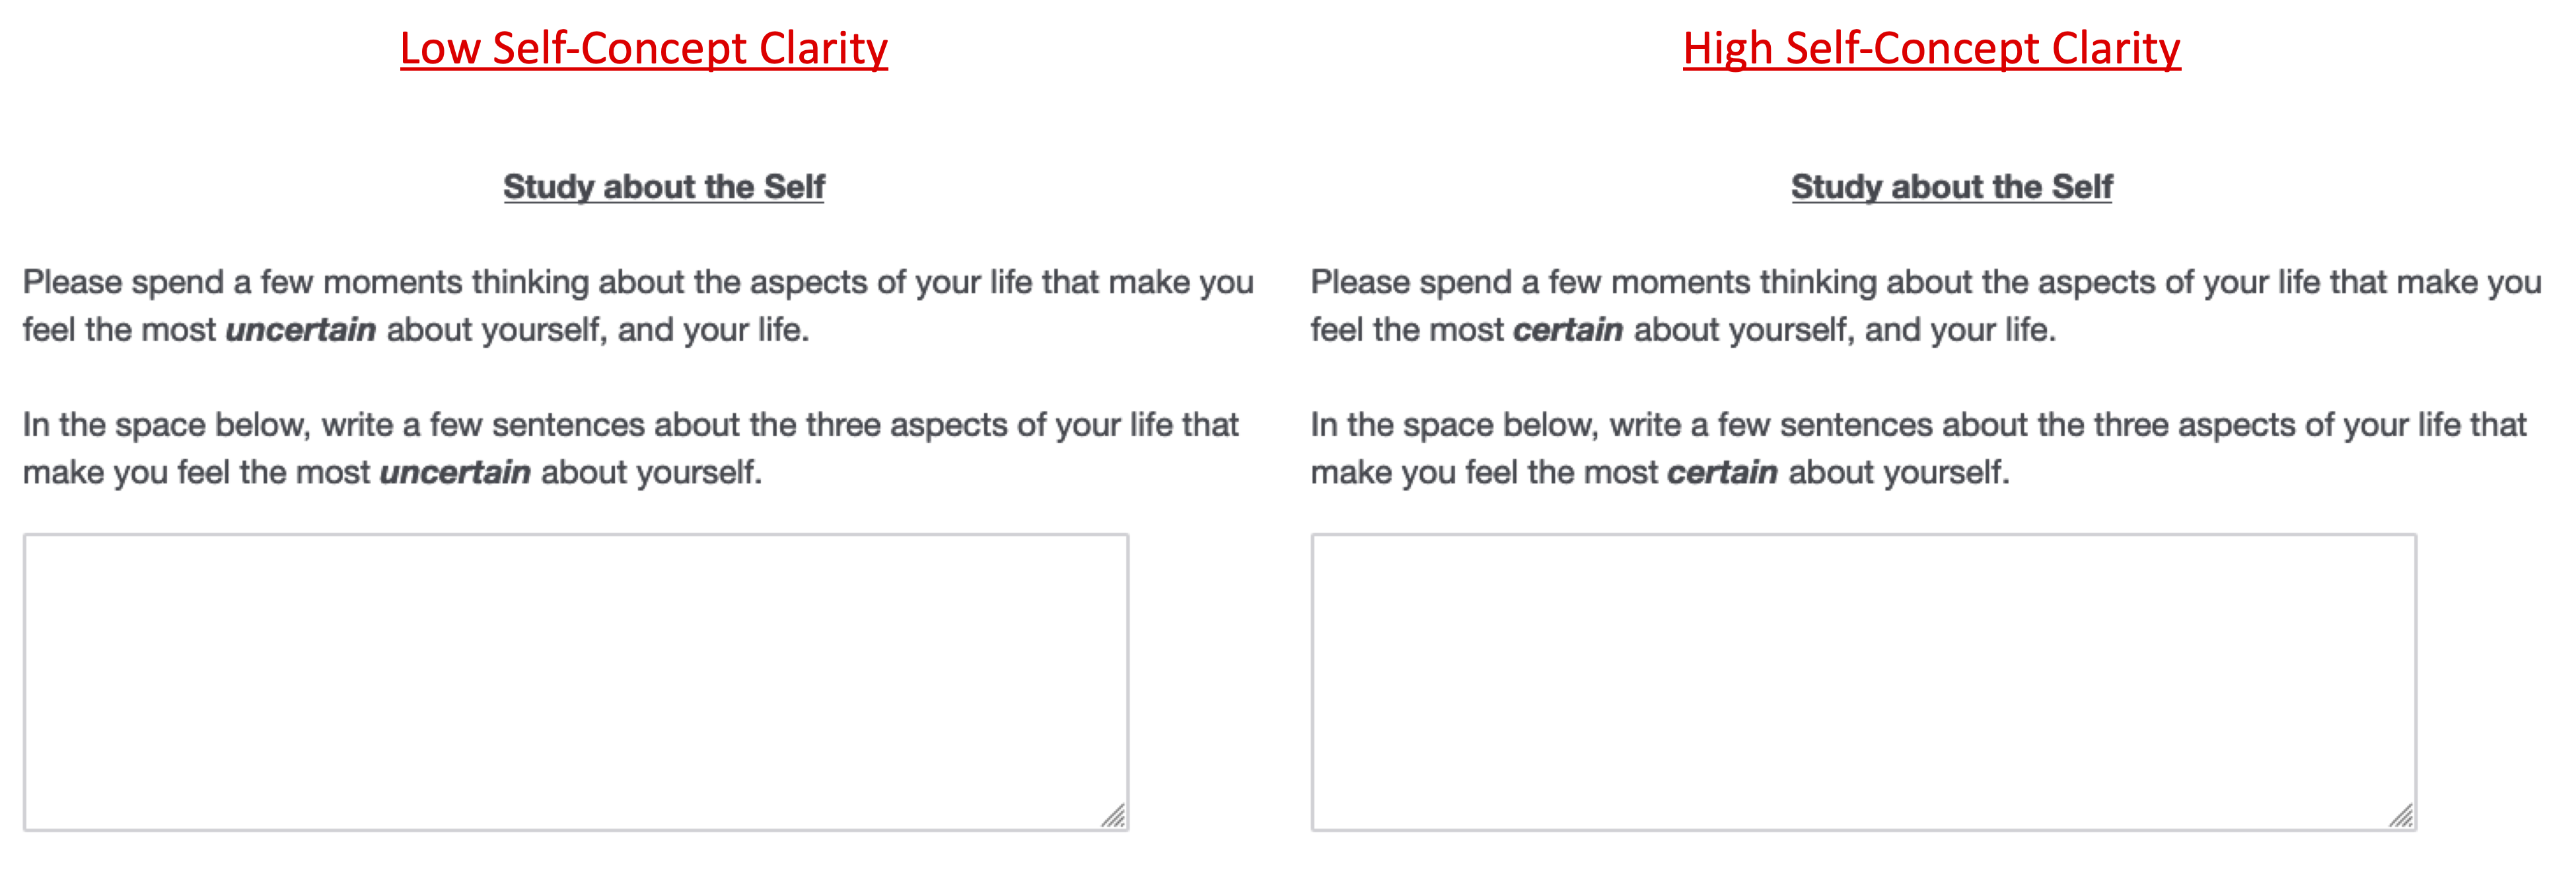 Low Self-Concept Clarity
Study about the Self
Please spend a few moments thinking about the aspects of your life that make you
feel the most uncertain about yourself, and your life.
In the space below, write a few sentences about the three aspects of your life that
make you feel the most uncertain about yourself.
High Self-Concept Clarity
Study about the Self
Please spend a few moments thinking about the aspects of your life that make you
feel the most certain about yourself, and your life.
In the space below, write a few sentences about the three aspects of your life that
make you feel the most certain about yourself.